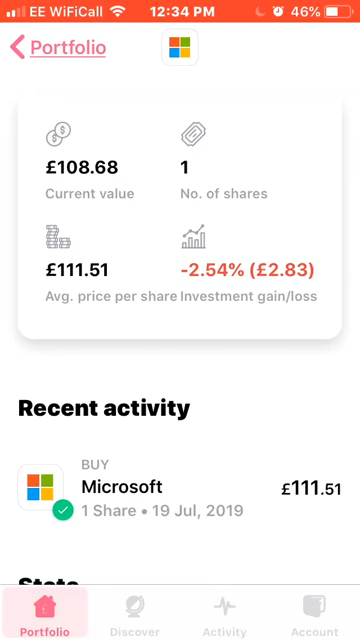 EE WiFiCall 12:34 PM 46%
Portfolio
£108.68 1
Current value No. of shares
£111.51 -2.54% (£2.83)
Avg. price per share Investment gain/loss
Recent activity
BUY
Microsoft £111.51
1 Share • 19 Jul, 2019
Stats
Portfolio Discover Activity Account